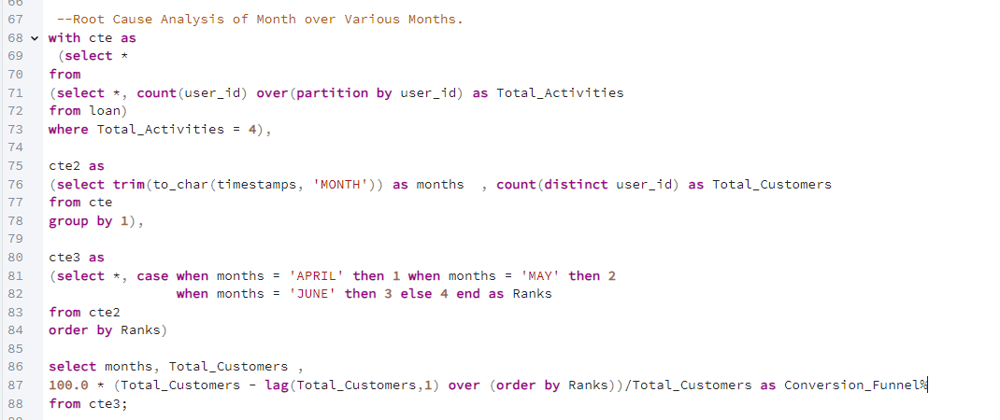 67 --Root Cause Analysis of Month over Various Months.
68 with cte as
69 (select *
70 from
71 (select *, count(user_id) over(partition by user_id) as Total_Activities
72 from loan)
73 where Total_Activities = 4),
74
75 cte2 as
76 (select trim(to_char(timestamps, 'MONTH')) as months , count(distinct user_id) as Total_Customers
77 from cte
78 group by 1),
79
80 cte3 as
81 (select *, case when months = 'APRIL' then 1 when months = 'MAY' then 2
82 when months = 'JUNE' then 3 else 4 end as Ranks
83 from cte2
84 order by Ranks)
85
86 select months, Total_Customers ,
87 100.0 * (Total_Customers - lag(Total_Customers,1) over (order by Ranks))/Total_Customers as Conversion_Funnel%
88 from cte3;